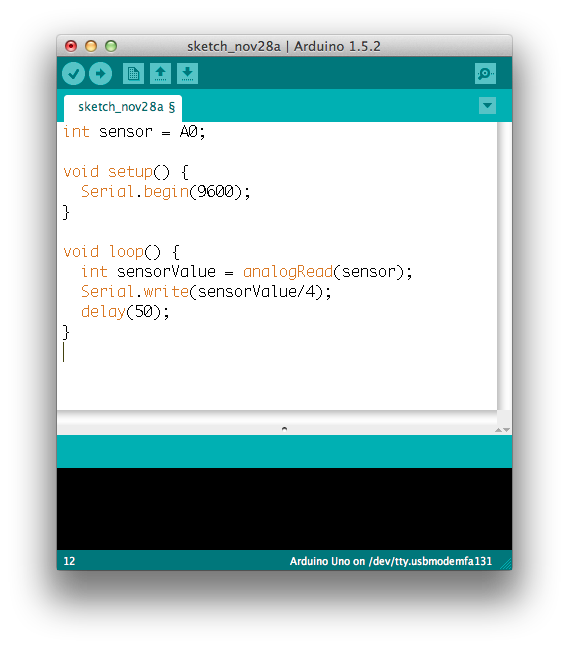 sketch_nov28a | Arduino 1.5.2
sketch_nov28a §
int sensor = A0;
void setup() {
  Serial.begin(9600);
}
void loop() {
  int sensorValue = analogRead(sensor);
  Serial.write(sensorValue/4);
  delay(50);
}
12
Arduino Uno on /dev/tty.usbmodemfa131